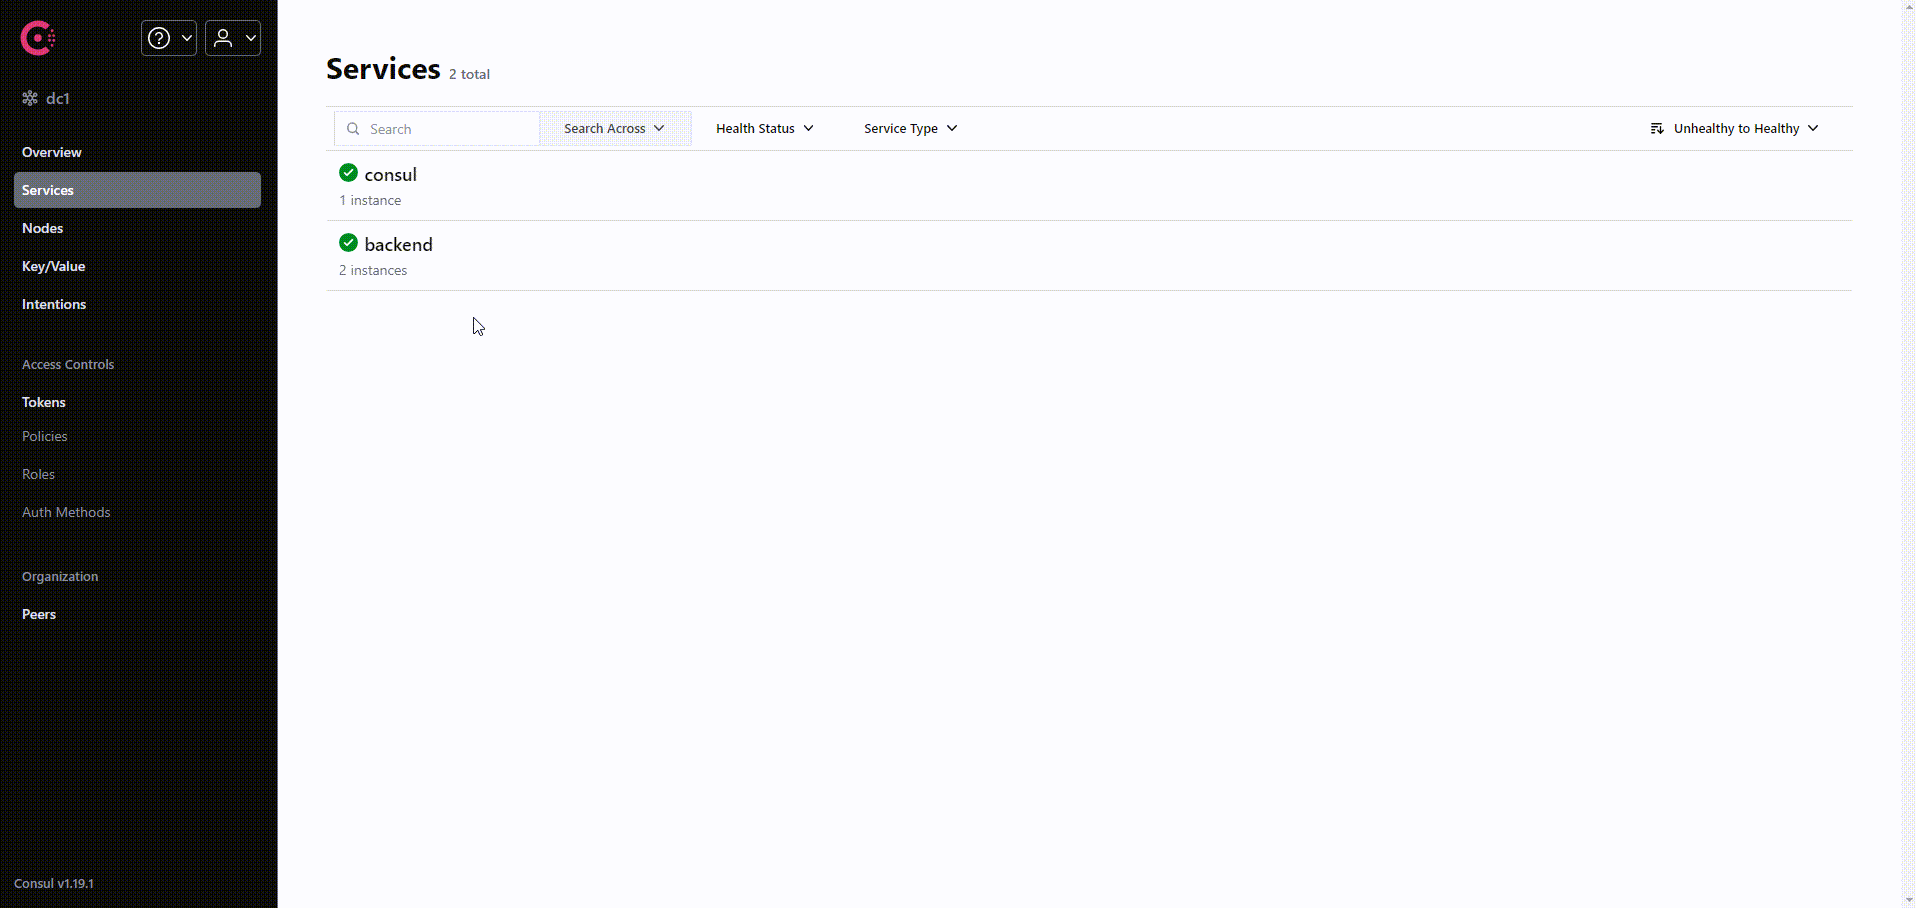 dc1
Overview
Services
Nodes
Key/Value
Intentions
Access Controls
Tokens
Policies
Roles
Auth Methods
Organization
Peers
Consul v1.19.1
Services 2 total
Search Search Across Health Status Service Type Unhealthy to Healthy
consul
1 instance
backend
2 instances